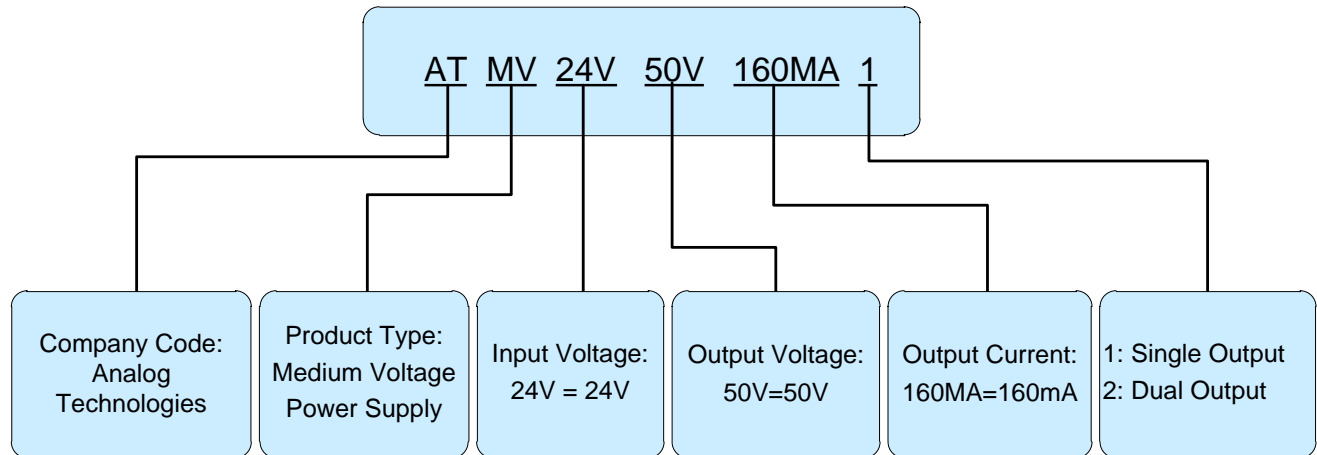 AT MV 24V 50V 160MA 1
Company Code:
Analog
Technologies
Product Type:
Medium Voltage
Power Supply
Input Voltage:
24V = 24V
Output Voltage:
50V=50V
Output Current:
160MA=160mA
1: Single Output
2: Dual Output